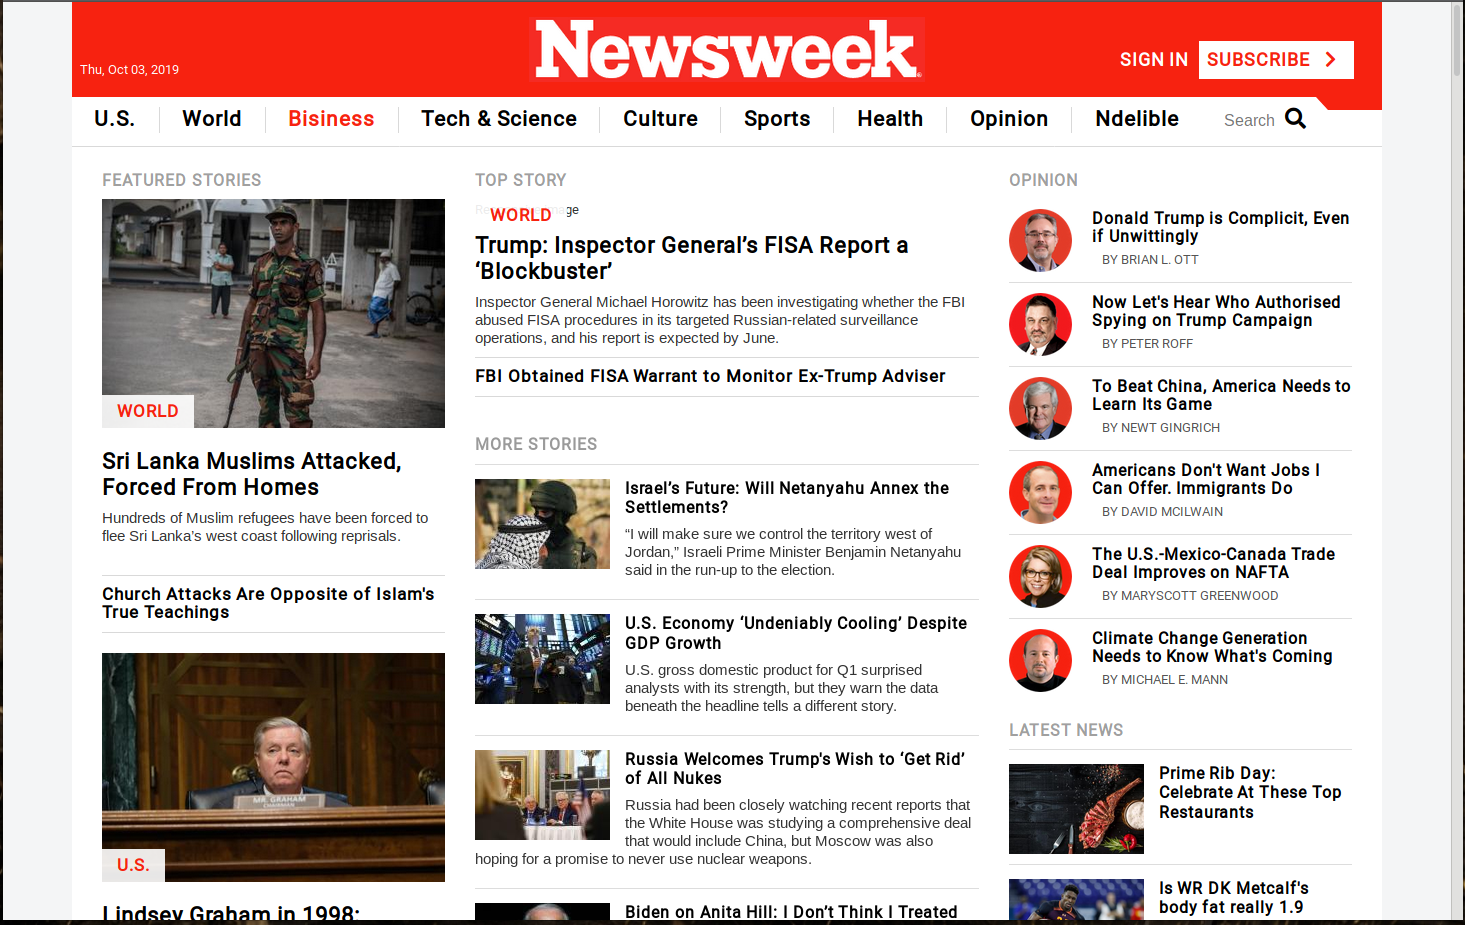 Newsweek
Thu, Oct 03, 2019
SIGN IN
SUBSCRIBE
U.S.
World
Bisiness
Tech & Science
Culture
Sports
Health
Opinion
Ndelible
Search
FEATURED STORIES
WORLD
Sri Lanka Muslims Attacked,
Forced From Homes
Hundreds of Muslim refugees have been forced to
flee Sri Lanka's west coast following reprisals.
Church Attacks Are Opposite of Islam's
True Teachings
MR. GRAHAM
CHAIRMAN
U.S.
Lindsey Graham in 1998:
TOP STORY
WORLD
Trump: Inspector General’s FISA Report a
‘Blockbuster’
Inspector General Michael Horowitz has been investigating whether the FBI
abused FISA procedures in its targeted Russian-related surveillance
operations, and his report is expected by June.
FBI Obtained FISA Warrant to Monitor Ex-Trump Adviser
MORE STORIES
Israel’s Future: Will Netanyahu Annex the
Settlements?
“I will make sure we control the territory west of
Jordan,” Israeli Prime Minister Benjamin Netanyahu
said in the run-up to the election.
U.S. Economy ‘Undeniably Cooling’ Despite
GDP Growth
U.S. gross domestic product for Q1 surprised
analysts with its strength, but they warn the data
beneath the headline tells a different story.
Russia Welcomes Trump's Wish to ‘Get Rid’
of All Nukes
Russia had been closely watching recent reports that
the White House was studying a comprehensive deal
that would include China, but Moscow was also
hoping for a promise to never use nuclear weapons.
Biden on Anita Hill: I Don’t Think I Treated
OPINION
Donald Trump is Complicit, Even
if Unwittingly
BY BRIAN L. OTT
Now Let's Hear Who Authorised
Spying on Trump Campaign
BY PETER ROFF
To Beat China, America Needs to
Learn Its Game
BY NEWT GINGRICH
Americans Don't Want Jobs I
Can Offer. Immigrants Do
BY DAVID MCILWAIN
The U.S.-Mexico-Canada Trade
Deal Improves on NAFTA
BY MARYSCOTT GREENWOOD
Climate Change Generation
Needs to Know What's Coming
BY MICHAEL E. MANN
LATEST NEWS
Prime Rib Day:
Celebrate At These Top
Restaurants
Is WR DK Metcalf's
body fat really 1.9